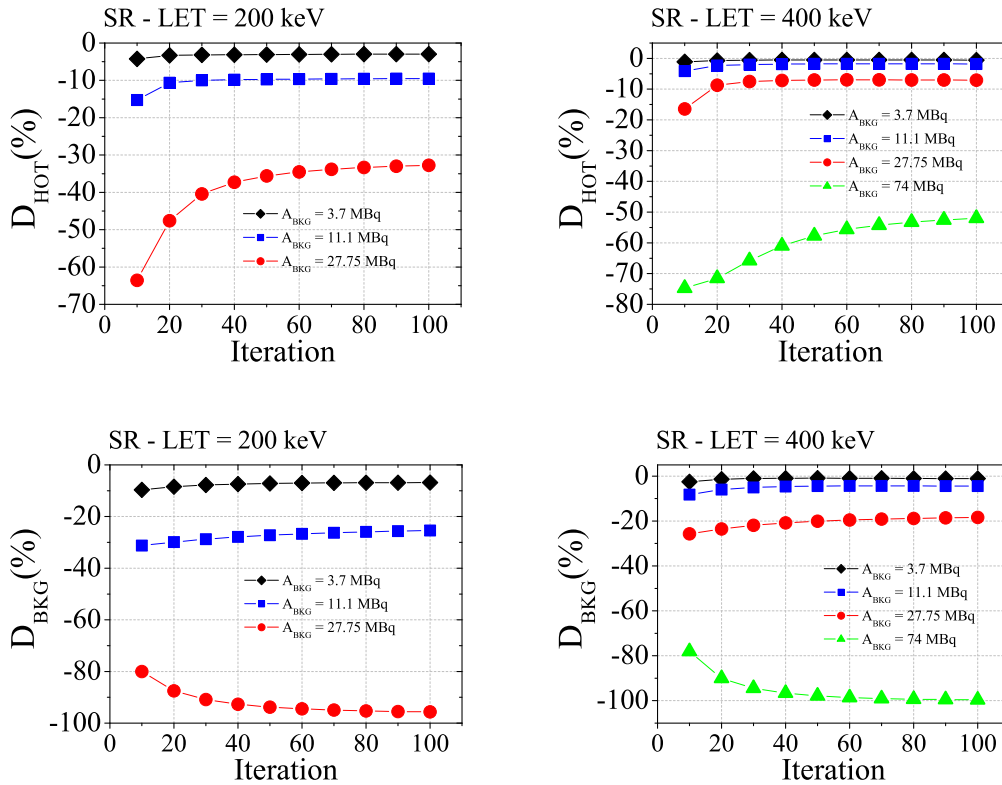 SR - LET = 200 keV
D_HOT(%)
0
-10
-20
-30
-40
-50
-60
-70
A_BKG = 3.7 MBq
A_BKG = 11.1 MBq
A_BKG = 27.75 MBq
0 20 40 60 80 100
Iteration
SR - LET = 400 keV
D_HOT(%)
0
-10
-20
-30
-40
-50
-60
-70
-80
A_BKG = 3.7 MBq
A_BKG = 11.1 MBq
A_BKG = 27.75 MBq
A_BKG = 74 MBq
0 20 40 60 80 100
Iteration
SR - LET = 200 keV
D_BKG(%)
0
-20
-40
-60
-80
-100
A_BKG = 3.7 MBq
A_BKG = 11.1 MBq
A_BKG = 27.75 MBq
0 20 40 60 80 100
Iteration
SR - LET = 400 keV
D_BKG(%)
0
-20
-40
-60
-80
-100
A_BKG = 3.7 MBq
A_BKG = 11.1 MBq
A_BKG = 27.75 MBq
A_BKG = 74 MBq
0 20 40 60 80 100
Iteration